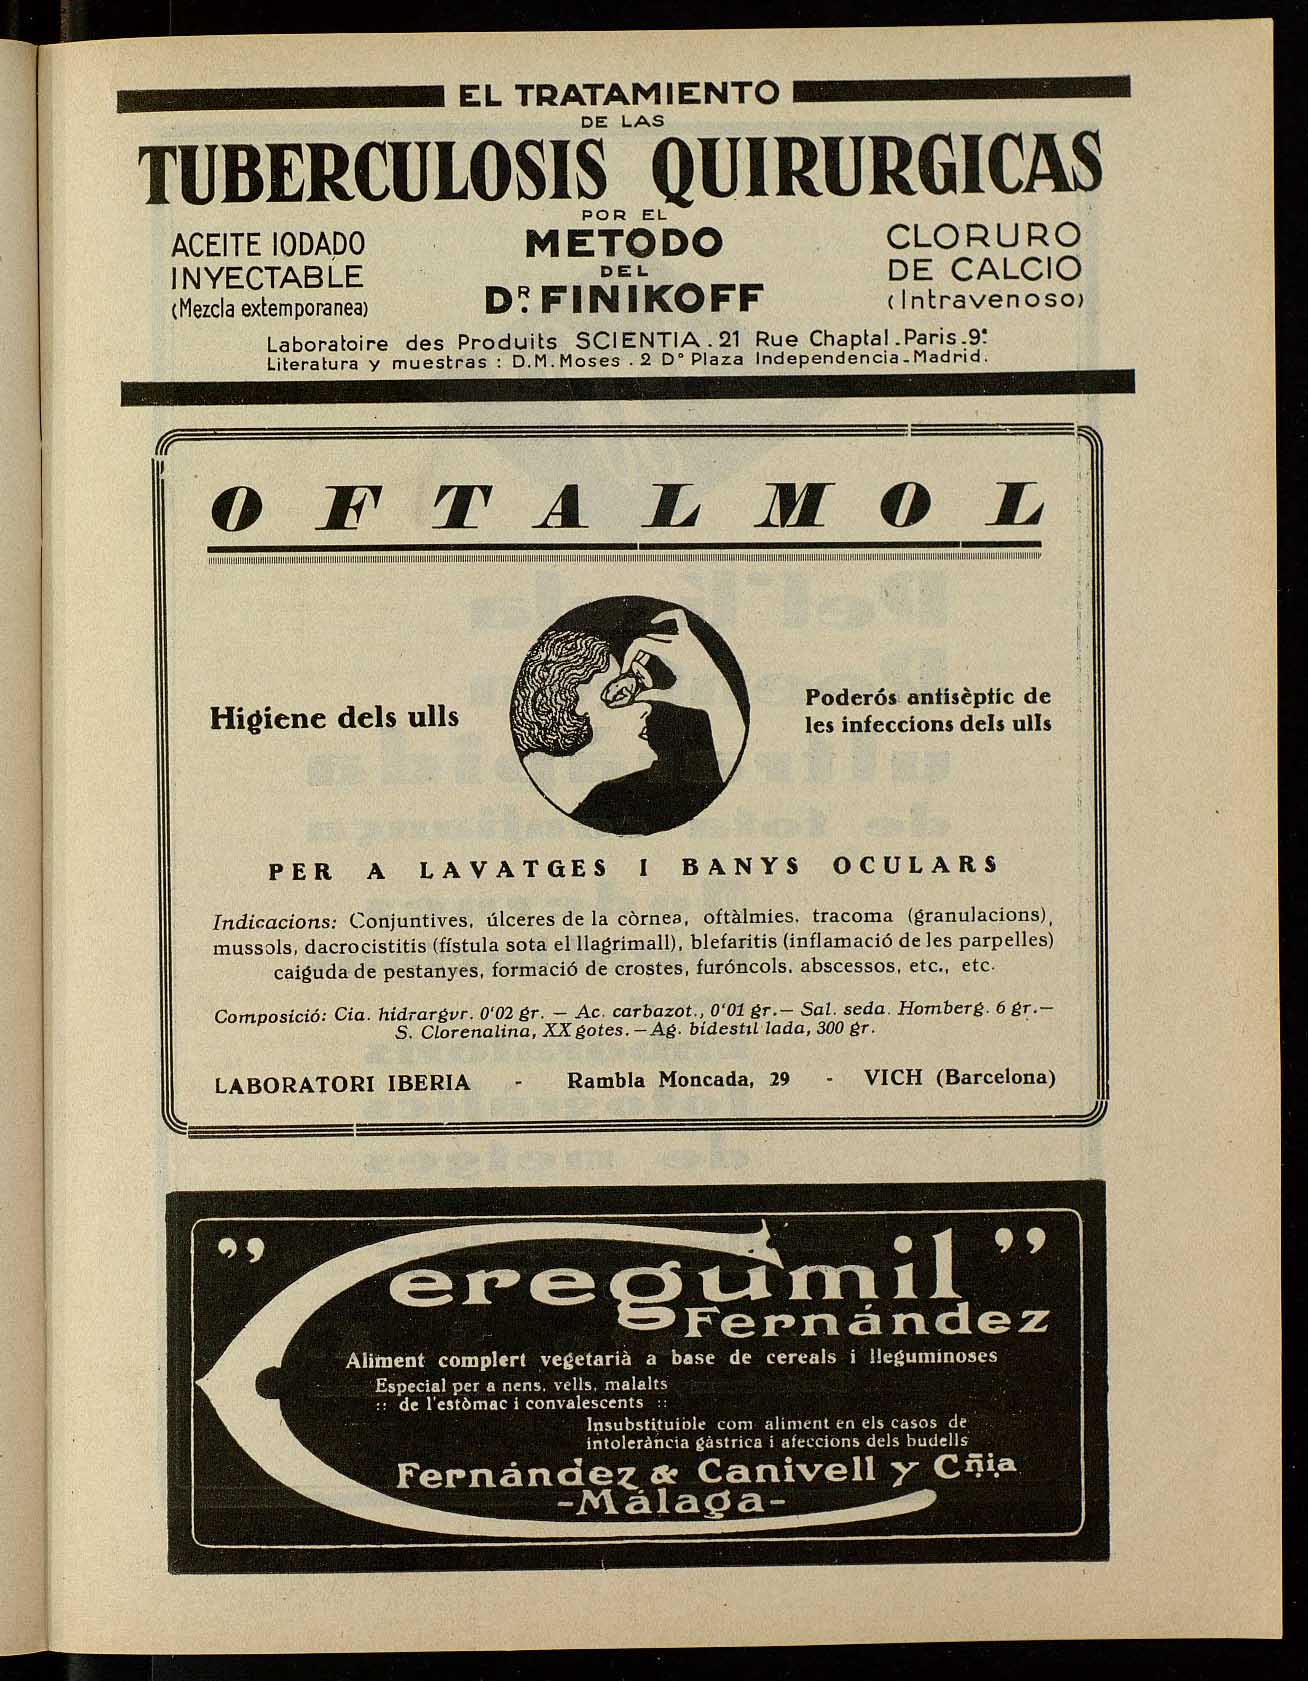 EL TRATAMIENTO
DE LAS
TUBERCULOSIS QUIRURGICAS
POR EL
METODO
DEL
DR. FINIKOFF
ACEITE IODADO
INYECTABLE
(Mezcla extemporanea)
CLORURO
DE CALCIO
(Intravenoso)
Laboratoire des Produits SCIENTIA . 21 Rue Chaptal . Paris . 9e
Literatura y muestras : D.M. Moses . 2 Do Plaza Independencia - Madrid.
OFTALMOL
Higiene dels ulls
Poderós antisèptic de
les infeccions dels ulls
PER A LAVATGES I BANYS OCULARS
Indicacions: Conjuntives, úlceres de la còrnea, oftàlmies, tracoma (granulacions),
mussols, dacrocistitis (fístula sota el llagrimall), blefaritis (inflamació de les parpelles)
caiguda de pestanyes, formació de crostes, furóncols, abscessos, etc., etc.
Composició: Cia. hidrargyr. 0'02 gr. — Ac. carbazot., 0'01 gr.— Sal. seda. Homberg. 6 gr.—
S. Clorenalina, XX gotes. — Ag. bidestil lada, 300 gr.
LABORATORI IBERIA - Rambla Moncada, 29 - VICH (Barcelona)
"Ceregumil"
Fernández
Aliment complert vegetarià a base de cereals i lleguminoses
Especial per a nens, vells, malalts
:: de l'estòmac i convalescents ::
Insubstituible com aliment en els casos de
intolerància gàstrica i afeccions dels budells
Fernández & Canivell y Cñia.
-Málaga-